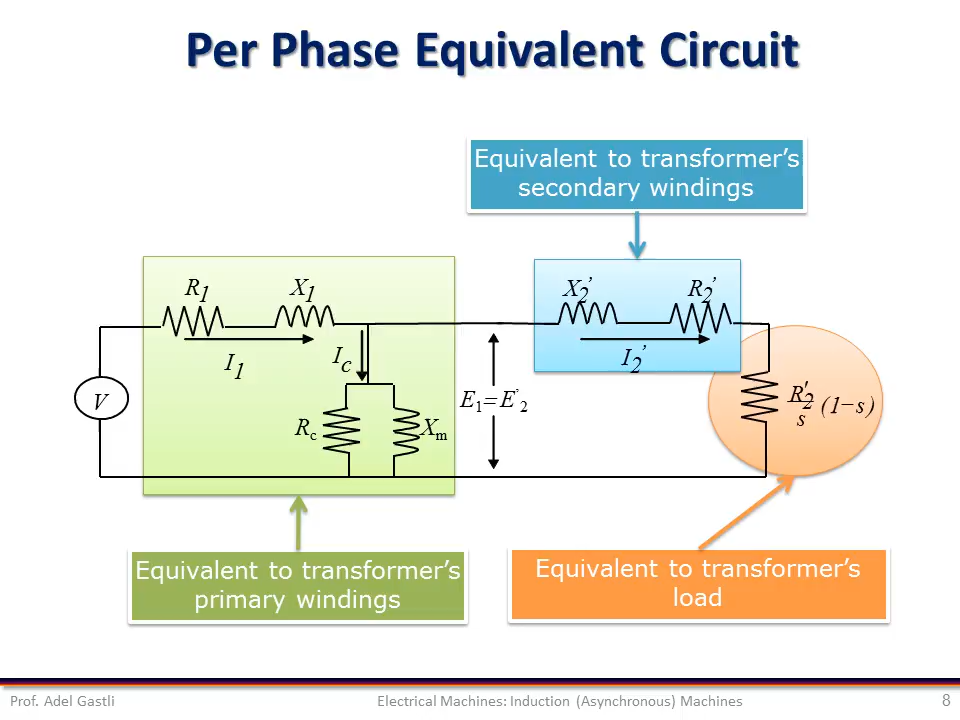 Per Phase Equivalent Circuit
Equivalent to transformer's
secondary windings
R1
X1
X2'
R2'
I1
Ic
I2'
V
E1=E'2
R'2
s
(1–s)
Rc
Xm
Equivalent to transformer's
primary windings
Equivalent to transformer's
load
Prof. Adel Gastli
Electrical Machines: Induction (Asynchronous) Machines
8